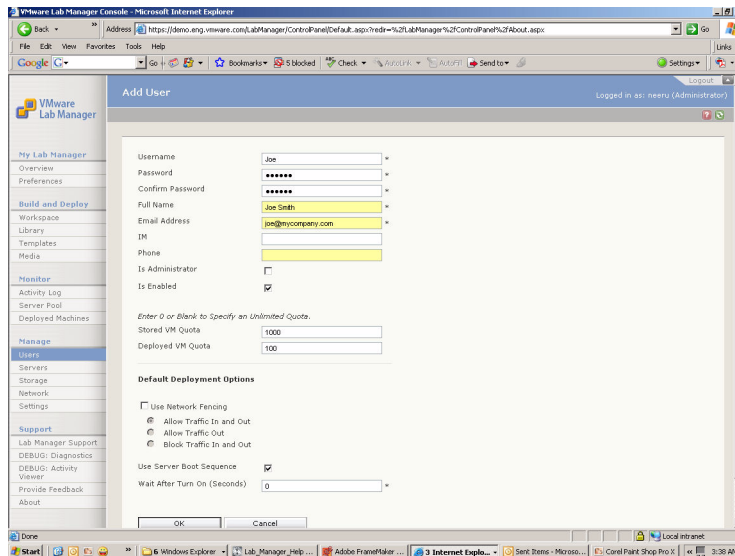 VMware Lab Manager Console - Microsoft Internet Explorer
Back
Address https://demo.eng.vmware.com/LabManager/ControlPanel/Default.aspx?redir=%2fLabManager%2fControlPanel%2fAbout.aspx
Go
File Edit View Favorites Tools Help
Links
Google G Go Bookmarks 5 blocked Check AutoLink AutoFill Send to Settings
Logout
VMware
Lab Manager
Add User
Logged in as: neeru (Administrator)
My Lab Manager
Overview
Preferences
Build and Deploy
Workspace
Library
Templates
Media
Monitor
Activity Log
Server Pool
Deployed Machines
Manage
Users
Servers
Storage
Network
Settings
Support
Lab Manager Support
DEBUG: Diagnostics
DEBUG: Activity
Viewer
Provide Feedback
About
Username Joe *
Password ●●●●●● *
Confirm Password ●●●●●● *
Full Name Joe Smith *
Email Address joe@mycompany.com *
IM
Phone
Is Administrator
Is Enabled
Enter 0 or Blank to Specify an Unlimited Quota.
Stored VM Quota 1000
Deployed VM Quota 100
Default Deployment Options
Use Network Fencing
Allow Traffic In and Out
Allow Traffic Out
Block Traffic In and Out
Use Server Boot Sequence
Wait After Turn On (Seconds) 0 *
OK Cancel
Done
Local intranet
Start » 6 Windows Explorer Lab_Manager_Help ... Adobe FrameMaker ... 3 Internet Explo... Sent Items - Microso... Corel Paint Shop Pro X « 3:38 AM